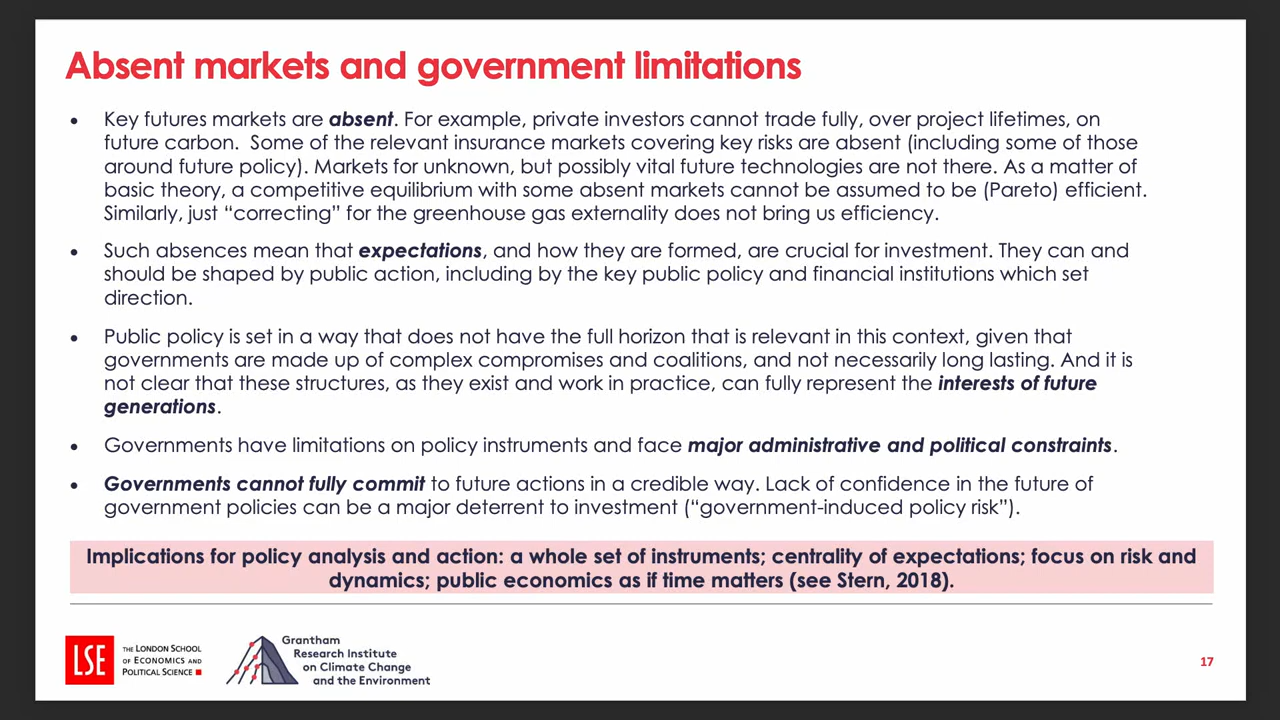 Absent markets and government limitations
• Key futures markets are absent. For example, private investors cannot trade fully, over project lifetimes, on
future carbon.  Some of the relevant insurance markets covering key risks are absent (including some of those
around future policy). Markets for unknown, but possibly vital future technologies are not there. As a matter of
basic theory, a competitive equilibrium with some absent markets cannot be assumed to be (Pareto) efficient.
Similarly, just “correcting” for the greenhouse gas externality does not bring us efficiency.
• Such absences mean that expectations, and how they are formed, are crucial for investment. They can and
should be shaped by public action, including by the key public policy and financial institutions which set
direction.
• Public policy is set in a way that does not have the full horizon that is relevant in this context, given that
governments are made up of complex compromises and coalitions, and not necessarily long lasting. And it is
not clear that these structures, as they exist and work in practice, can fully represent the interests of future
generations.
• Governments have limitations on policy instruments and face major administrative and political constraints.
• Governments cannot fully commit to future actions in a credible way. Lack of confidence in the future of
government policies can be a major deterrent to investment (“government-induced policy risk”).
Implications for policy analysis and action: a whole set of instruments; centrality of expectations; focus on risk and
dynamics; public economics as if time matters (see Stern, 2018).
LSE
THE LONDON SCHOOL
OF ECONOMICS AND
POLITICAL SCIENCE
Grantham
Research Institute
on Climate Change
and the Environment
17